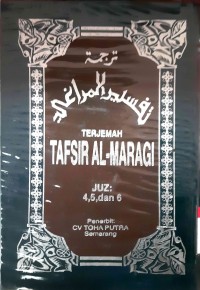 ترجمة
تفسير المراغي
TERJEMAH
TAFSIR AL-MARAGI
JUZ:
4,5,dan 6
Penerbit:
CV TOHA PUTRA
Semarang